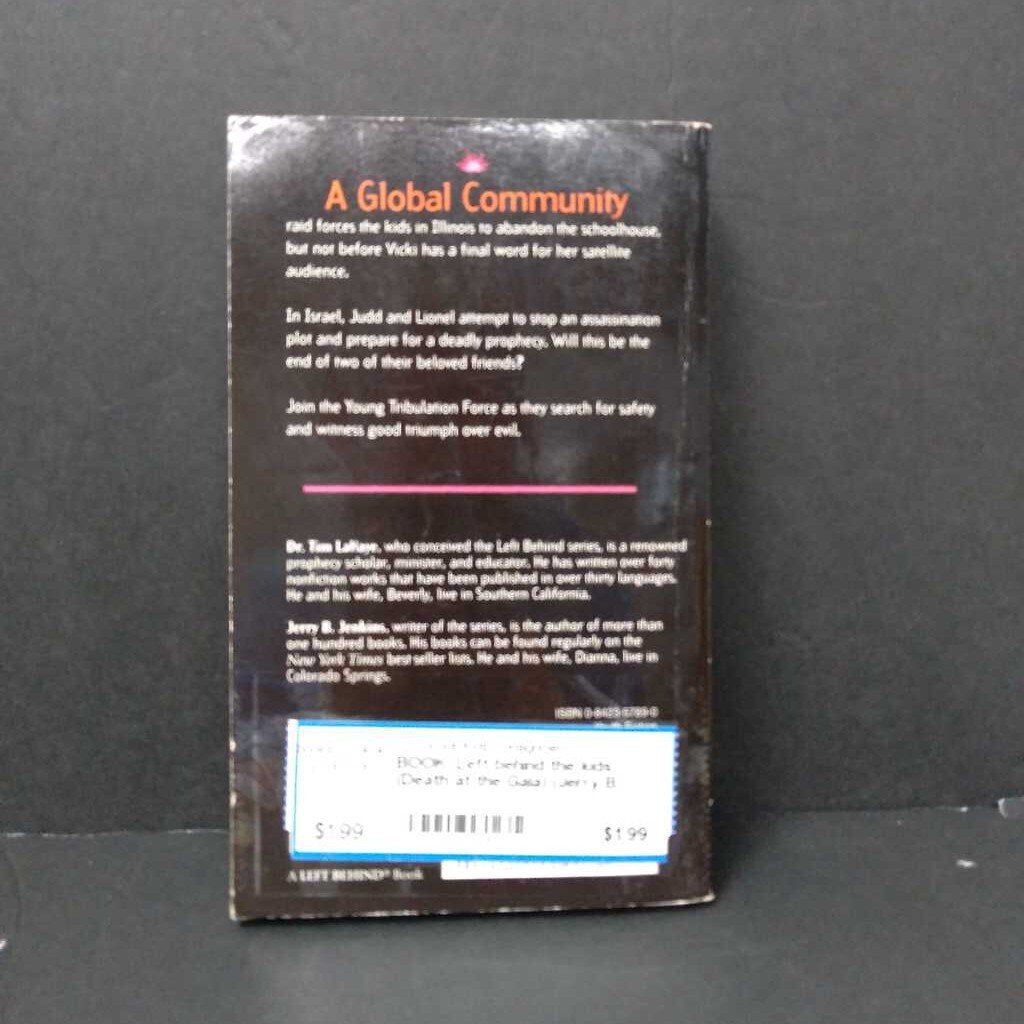 A Global Community
raid forces the kids in Illinois to abandon the schoolhouse,
but not before Vicki has a final word for her satellite
audience.
In Israel, Judd and Lionel attempt to stop an assassination
plot and prepare for a deadly prophecy. Will this be the
end of two of their beloved friends?
Join the Young Tribulation Force as they search for safety
and witness good triumph over evil.
Dr. Tim LaHaye, who conceived the Left Behind series, is a renowned
prophecy scholar, minister, and educator. He has written over forty
nonfiction works that have been published in over thirty languages.
He and his wife, Beverly, live in Southern California.
Jerry B. Jenkins, writer of the series, is the author of more than
one hundred books. His books can be found regularly on the
New York Times best-seller lists. He and his wife, Dianna, live in
Colorado Springs.
ISBN
BOOK Left behind the kids
(Death at the Gala) Jerry B
$1.99 $1.99
A LEFT BEHIND® Book